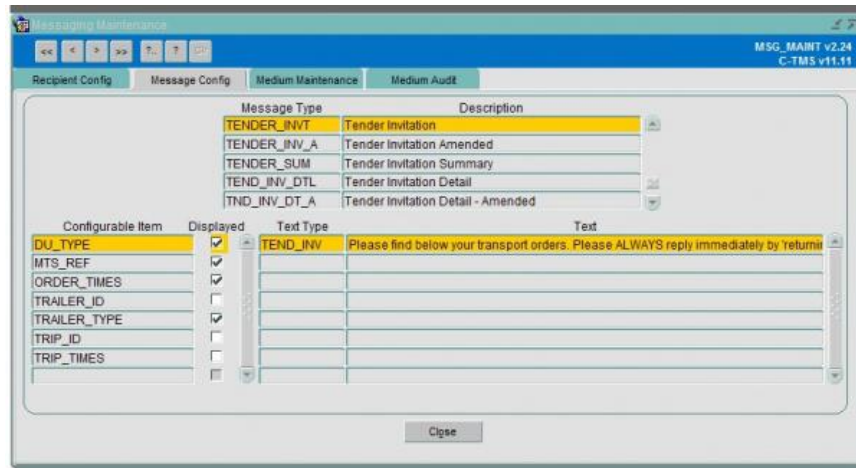 Messaging Maintenance
<< < > >> ?.. ?
MSG_MAINT v2.24
C-TMS v11.11
Recipient Config Message Config Medium Maintenance Medium Audit
Message Type Description
TENDER_INVT Tender Invitation
TENDER_INV_A Tender Invitation Amended
TENDER_SUM Tender Invitation Summary
TEND_INV_DTL Tender Invitation Detail
TND_INV_DT_A Tender Invitation Detail - Amended
Configurable Item Displayed Text Type Text
DU_TYPE TEND_INV Please find below your transport orders. Please ALWAYS reply immediately by 'returnin
MTS_REF
ORDER_TIMES
TRAILER_ID
TRAILER_TYPE
TRIP_ID
TRIP_TIMES
Close